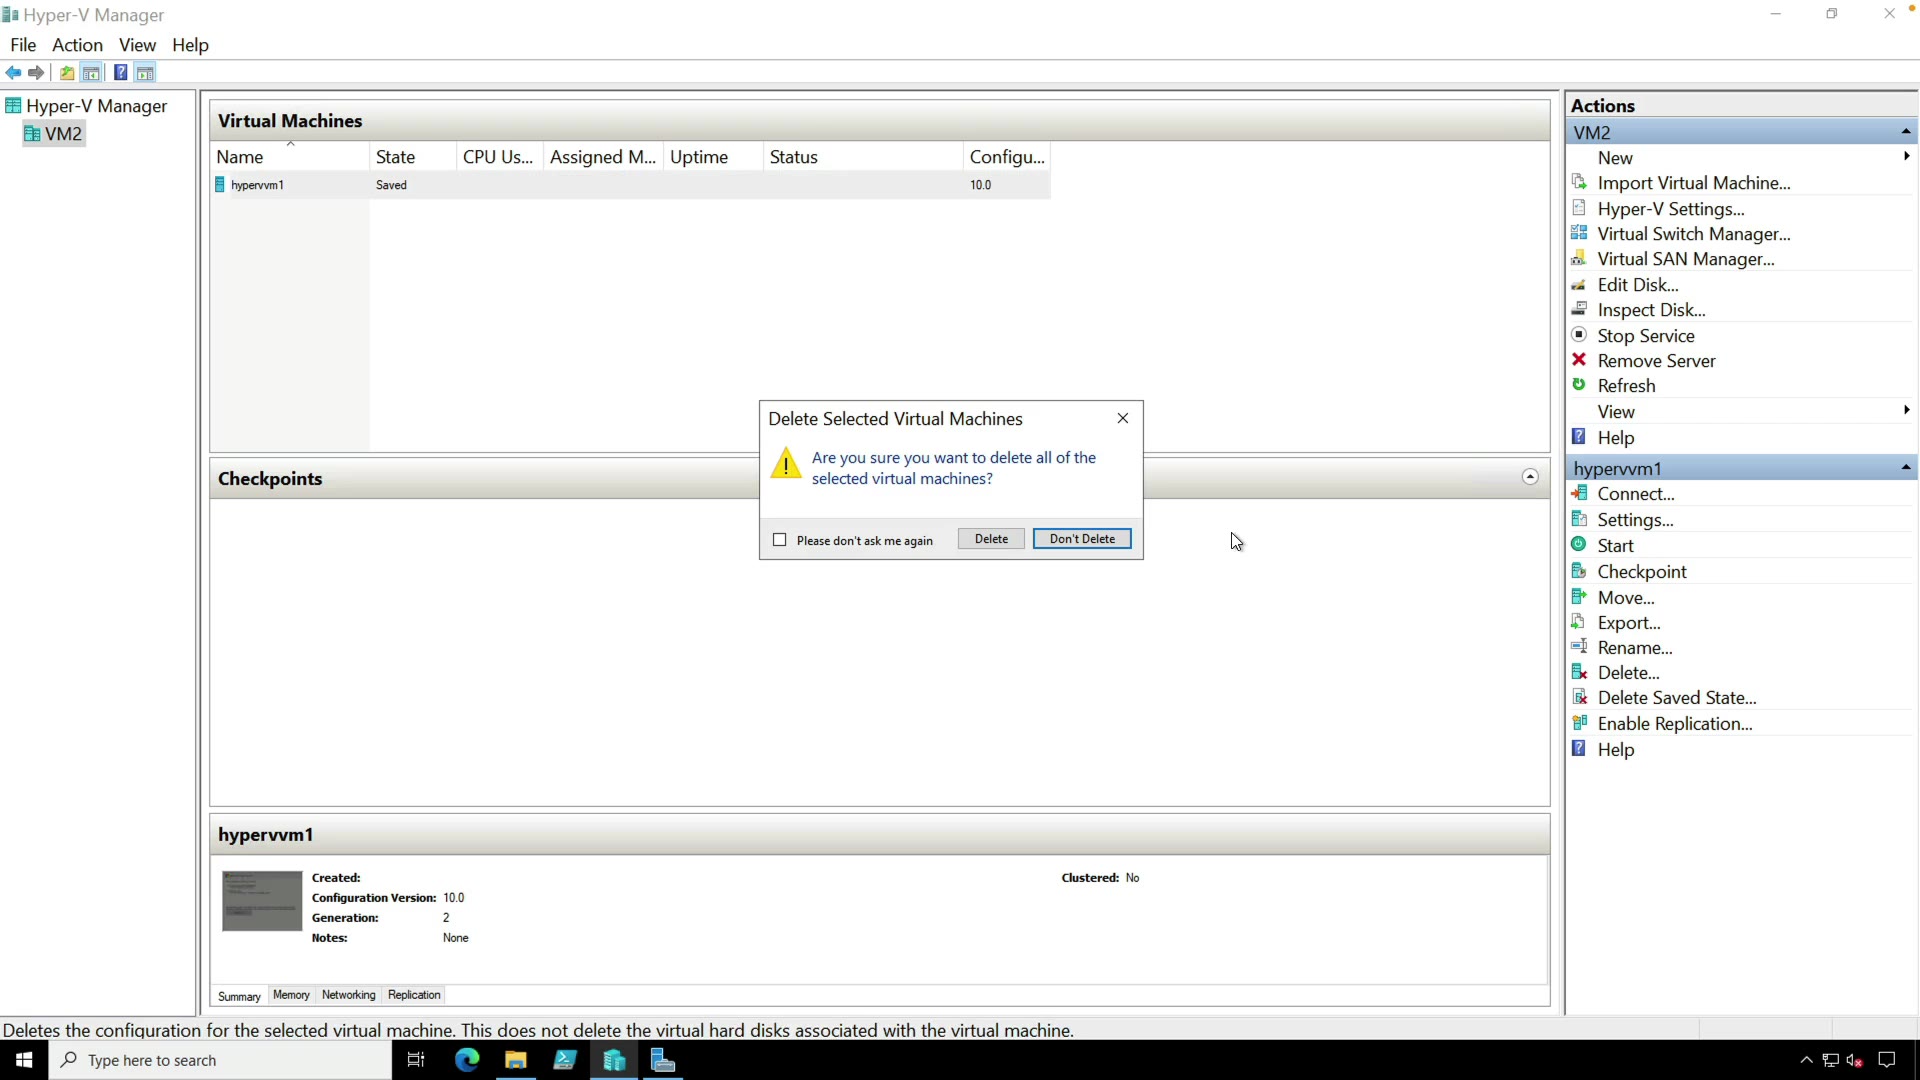 Hyper-V Manager
File Action View Help
Hyper-V Manager
VM2
Virtual Machines
Name State CPU Us... Assigned M... Uptime Status Configu...
hypervvm1 Saved 10.0
Delete Selected Virtual Machines
Are you sure you want to delete all of the
selected virtual machines?
Please don't ask me again Delete Don't Delete
Checkpoints
hypervvm1
Created: Clustered: No
Configuration Version: 10.0
Generation: 2
Notes: None
Summary Memory Networking Replication
Actions
VM2
New
Import Virtual Machine...
Hyper-V Settings...
Virtual Switch Manager...
Virtual SAN Manager...
Edit Disk...
Inspect Disk...
Stop Service
Remove Server
Refresh
View
Help
hypervvm1
Connect...
Settings...
Start
Checkpoint
Move...
Export...
Rename...
Delete...
Delete Saved State...
Enable Replication...
Help
Deletes the configuration for the selected virtual machine. This does not delete the virtual hard disks associated with the virtual machine.
Type here to search